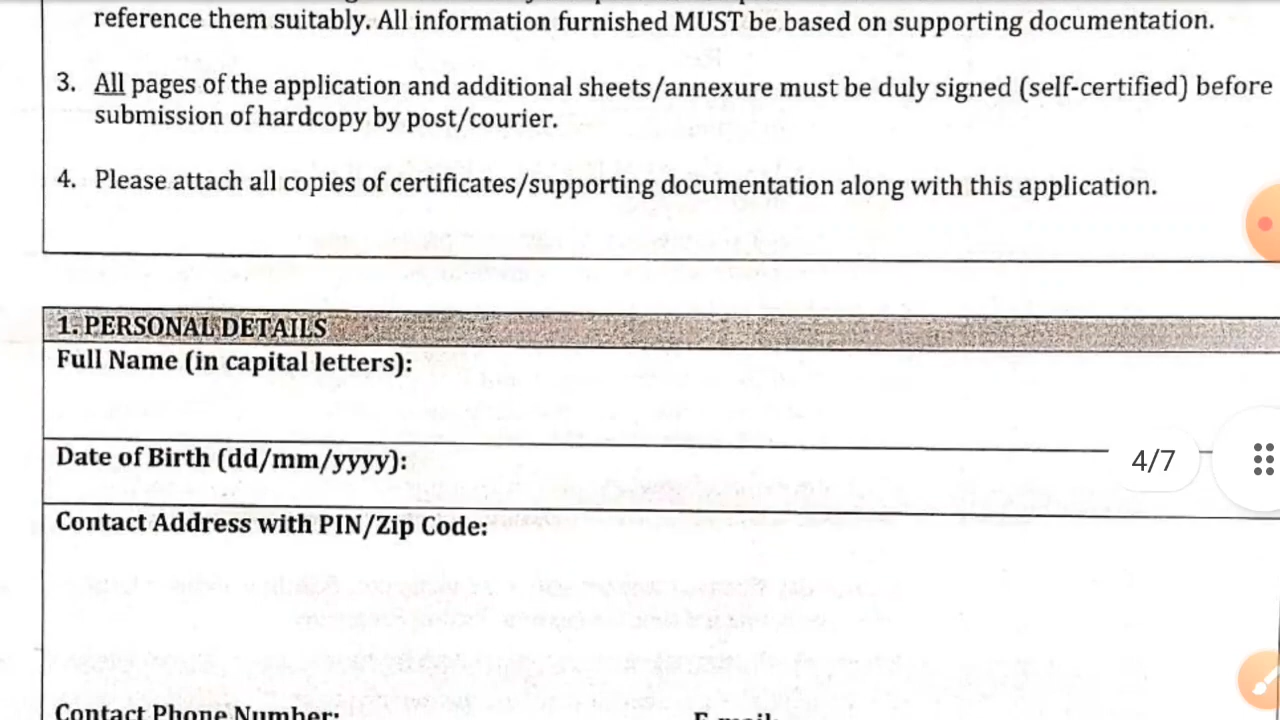 reference them suitably. All information furnished MUST be based on supporting documentation.
3. All pages of the application and additional sheets/annexure must be duly signed (self-certified) before
submission of hardcopy by post/courier.
4. Please attach all copies of certificates/supporting documentation along with this application.
1. PERSONAL DETAILS
Full Name (in capital letters):
Date of Birth (dd/mm/yyyy):
4/7
Contact Address with PIN/Zip Code:
Contact Phone Number:
E-mail: